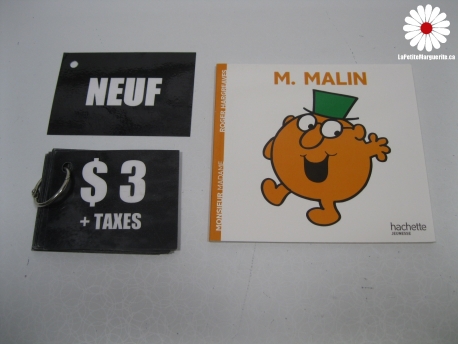 LaPetiteMarguerite.ca
NEUF
$ 3
+ TAXES
M. MALIN
MONSIEUR MADAME
ROGER HARGREAVES
hachette
JEUNESSE